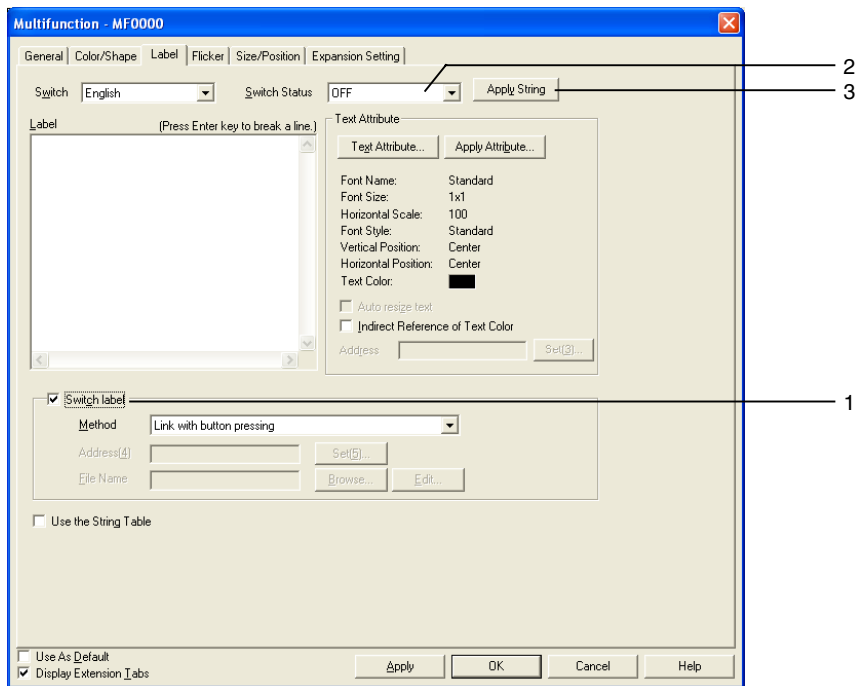 Multifunction - MF0000
General Color/Shape Label Flicker Size/Position Expansion Setting
2
Switch English Switch Status OFF Apply String 3
Label (Press Enter key to break a line.) Text Attribute
Text Attribute... Apply Attribute...
Font Name: Standard
Font Size: 1x1
Horizontal Scale: 100
Font Style: Standard
Vertical Position: Center
Horizontal Position: Center
Text Color:
Auto resize text
Indirect Reference of Text Color
Address Set(3)...
Switch label 1
Method Link with button pressing
Address(4) Set(5)...
File Name Browse... Edit...
Use the String Table
Use As Default
Display Extension Tabs Apply OK Cancel Help